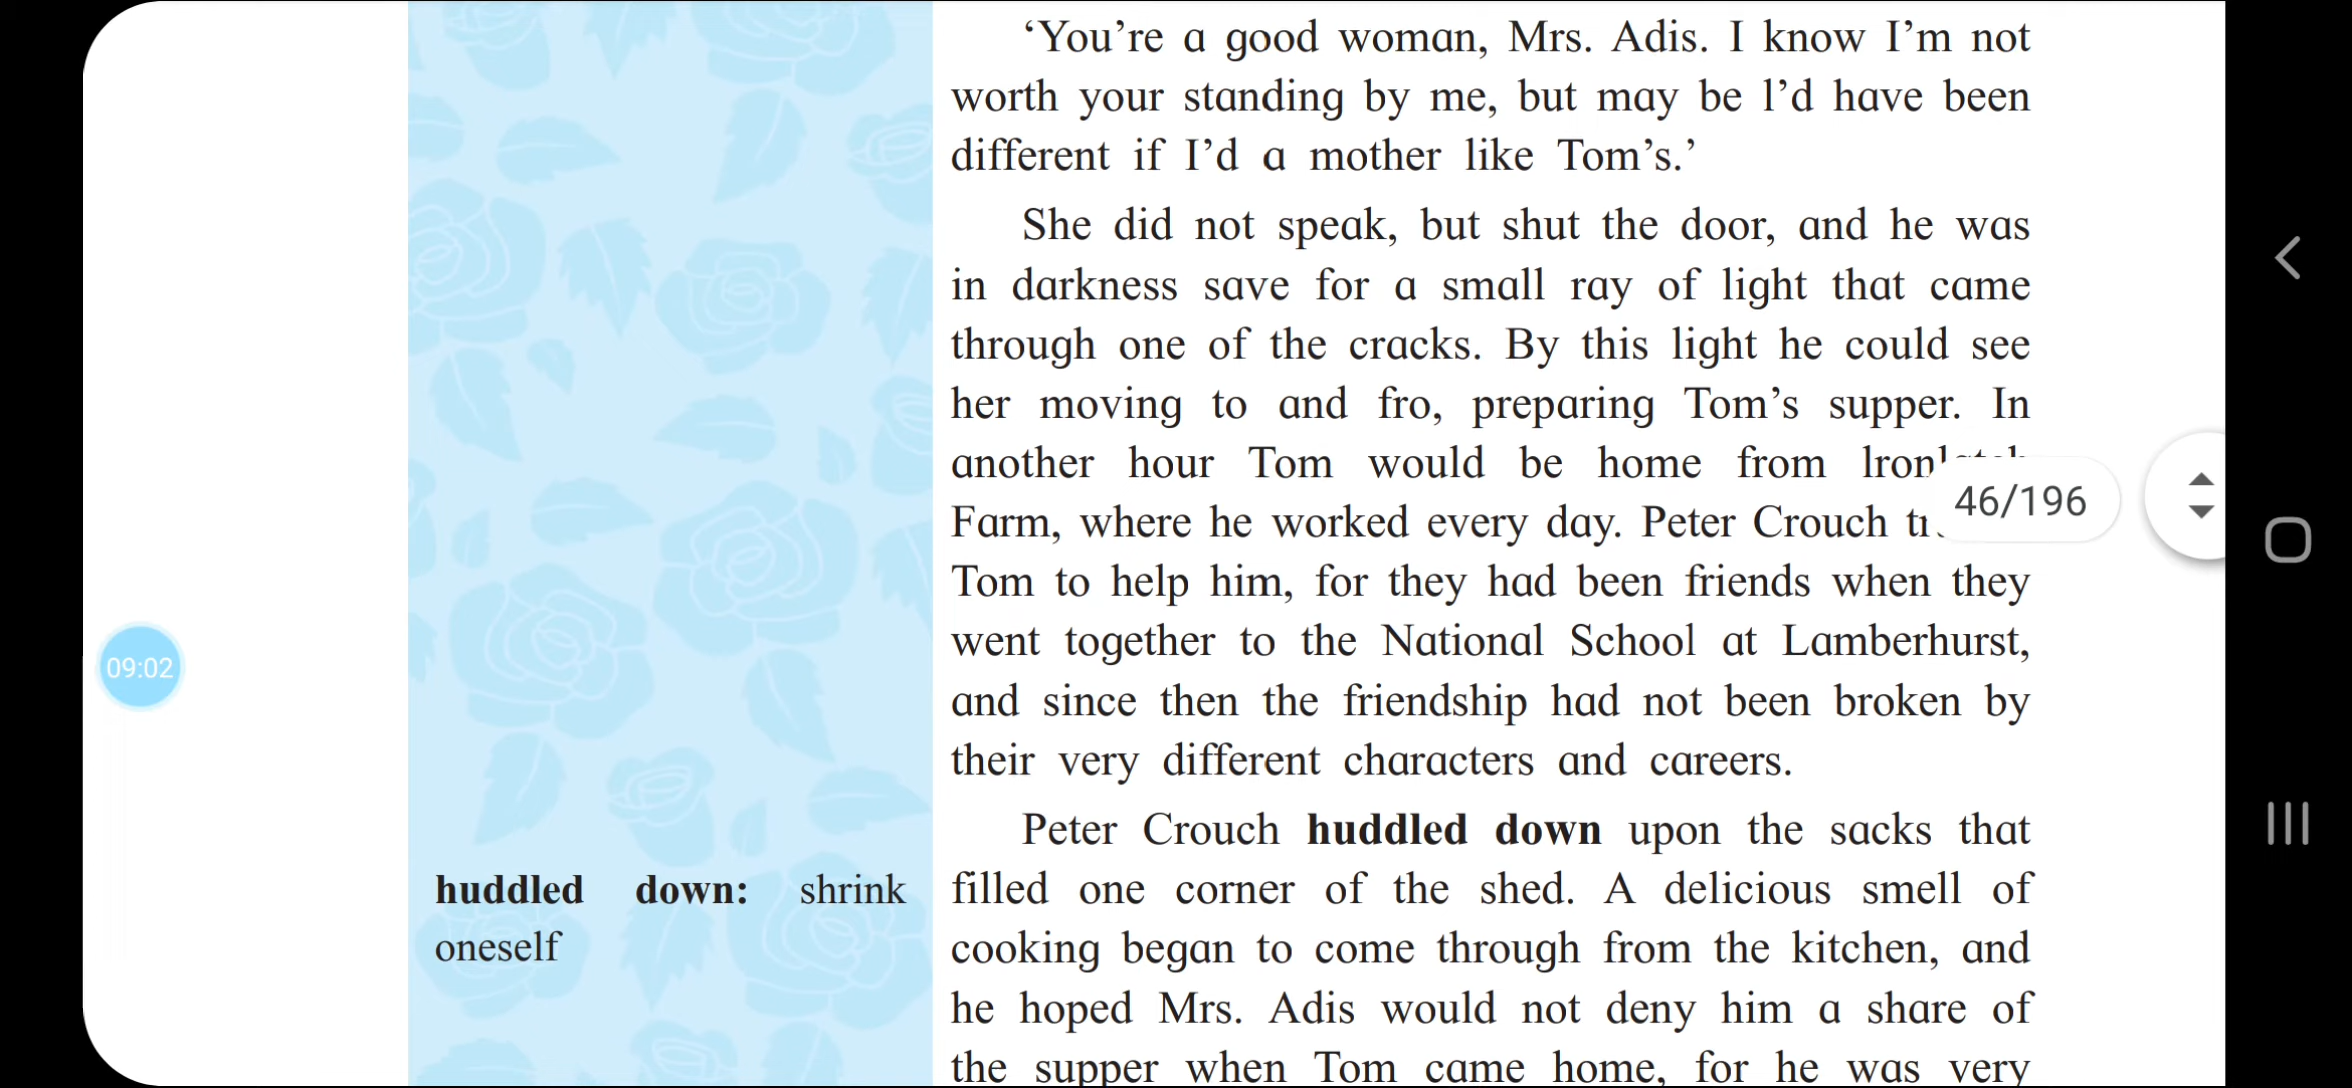 ‘You’re a good woman, Mrs. Adis. I know I’m not
worth your standing by me, but may be l’d have been
different if I’d a mother like Tom’s.’
She did not speak, but shut the door, and he was
in darkness save for a small ray of light that came
through one of the cracks. By this light he could see
her moving to and fro, preparing Tom’s supper. In
another hour Tom would be home from
Farm, where he worked every day. Peter Crouch
46/196
Tom to help him, for they had been friends when they
went together to the National School at Lamberhurst,
09:02
and since then the friendship had not been broken by
their very different characters and careers.
Peter Crouch huddled down upon the sacks that
huddled down: shrink
oneself
filled one corner of the shed. A delicious smell of
cooking began to come through from the kitchen, and
he hoped Mrs. Adis would not deny him a share of
the supper when Tom came home, for he was very